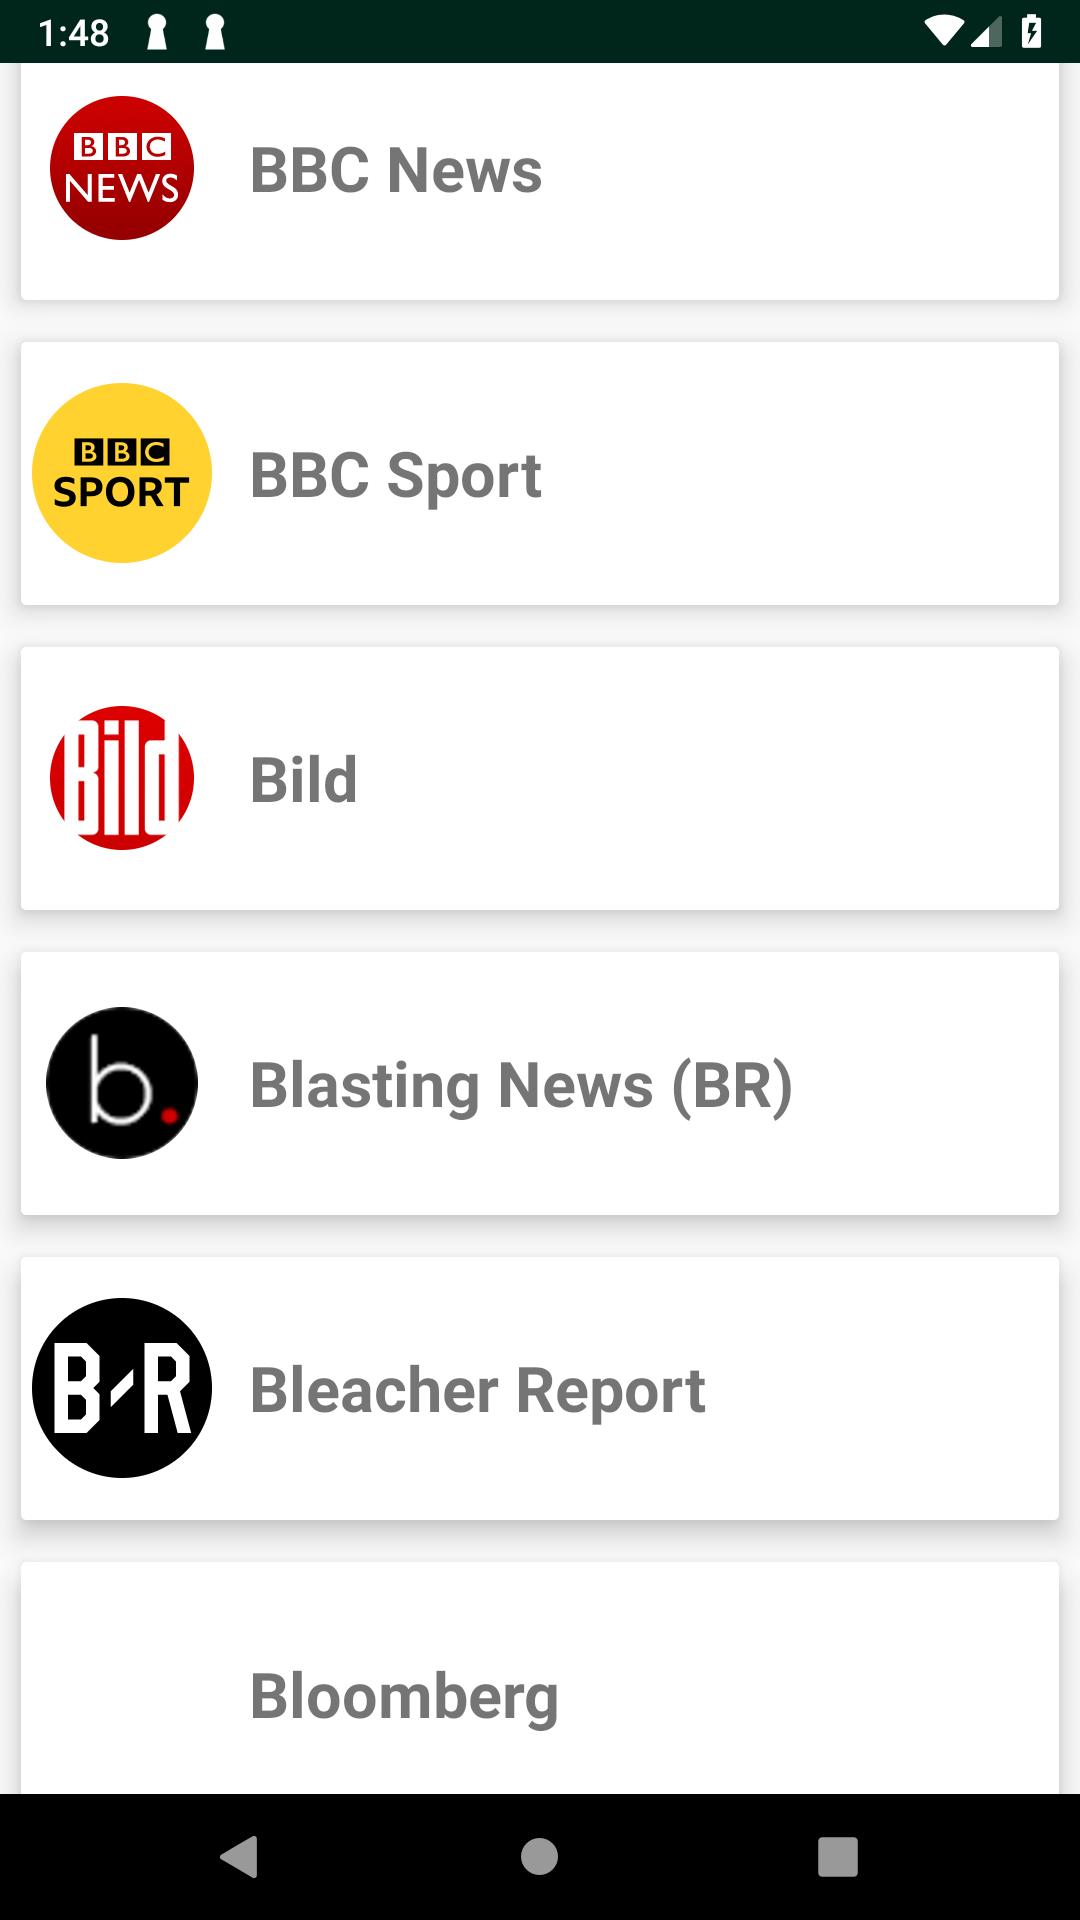 1:48
BBC
NEWS
BBC News
BBC
SPORT
BBC Sport
Bild
Bild
b.
Blasting News (BR)
B/R
Bleacher Report
Bloomberg